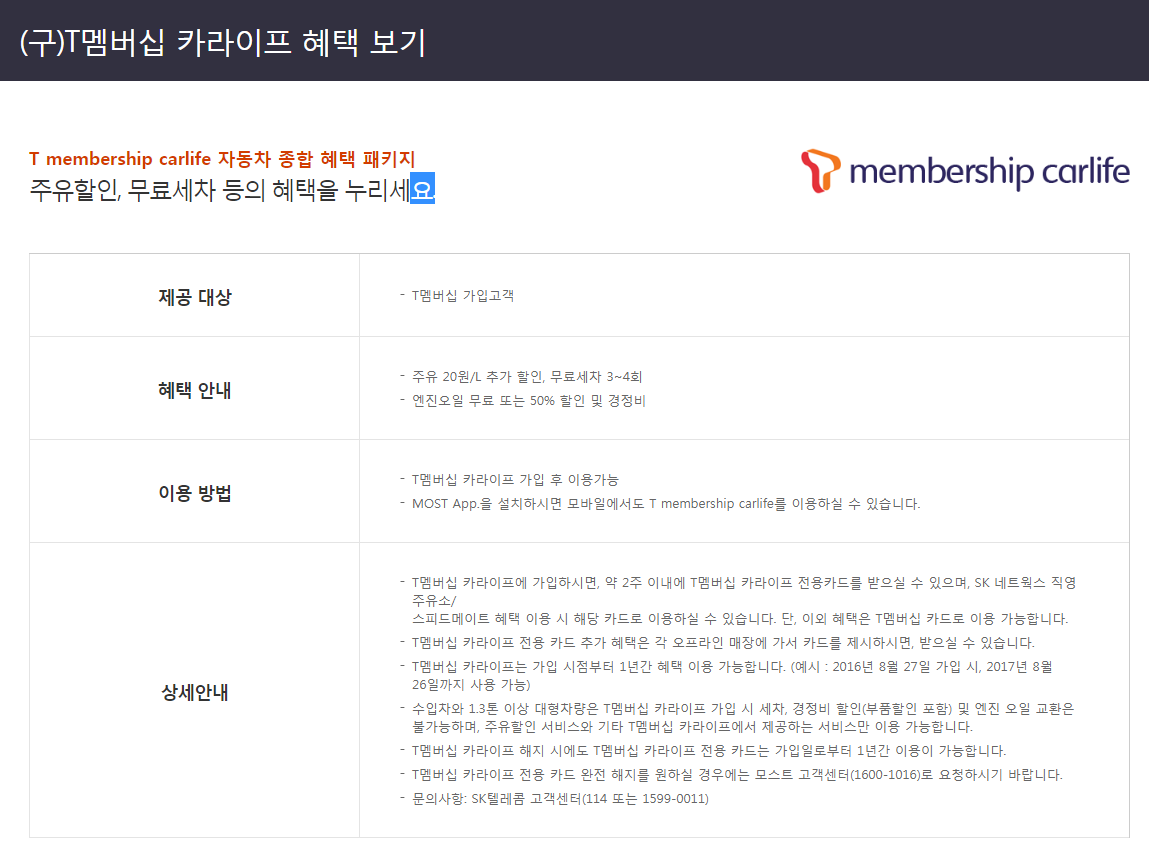 (구)T멤버십 카라이프 혜택 보기
T membership carlife 자동차 종합 혜택 패키지
주유할인, 무료세차 등의 혜택을 누리세요.
membership carlife
제공 대상
- T멤버십 가입고객
혜택 안내
- 주유 20원/L 추가 할인, 무료세차 3~4회
- 엔진오일 무료 또는 50% 할인 및 경정비
이용 방법
- T멤버십 카라이프 가입 후 이용가능
- MOST App.을 설치하시면 모바일에서도 T membership carlife를 이용하실 수 있습니다.
상세안내
- T멤버십 카라이프에 가입하시면, 약 2주 이내에 T멤버십 카라이프 전용카드를 받으실 수 있으며, SK 네트웍스 직영
주유소/
스피드메이트 혜택 이용 시 해당 카드로 이용하실 수 있습니다. 단, 이외 혜택은 T멤버십 카드로 이용 가능합니다.
- T멤버십 카라이프 전용 카드 추가 혜택은 각 오프라인 매장에 가서 카드를 제시하시면, 받으실 수 있습니다.
- T멤버십 카라이프는 가입 시점부터 1년간 혜택 이용 가능합니다. (예시 : 2016년 8월 27일 가입 시, 2017년 8월
26일까지 사용 가능)
- 수입차와 1.3톤 이상 대형차량은 T멤버십 카라이프 가입 시 세차, 경정비 할인(부품할인 포함) 및 엔진 오일 교환은
불가능하며, 주유할인 서비스와 기타 T멤버십 카라이프에서 제공하는 서비스만 이용 가능합니다.
- T멤버십 카라이프 해지 시에도 T멤버십 카라이프 전용 카드는 가입일로부터 1년간 이용이 가능합니다.
- T멤버십 카라이프 전용 카드 완전 해지를 원하실 경우에는 모스트 고객센터(1600-1016)로 요청하시기 바랍니다.
- 문의사항: SK텔레콤 고객센터(114 또는 1599-0011)